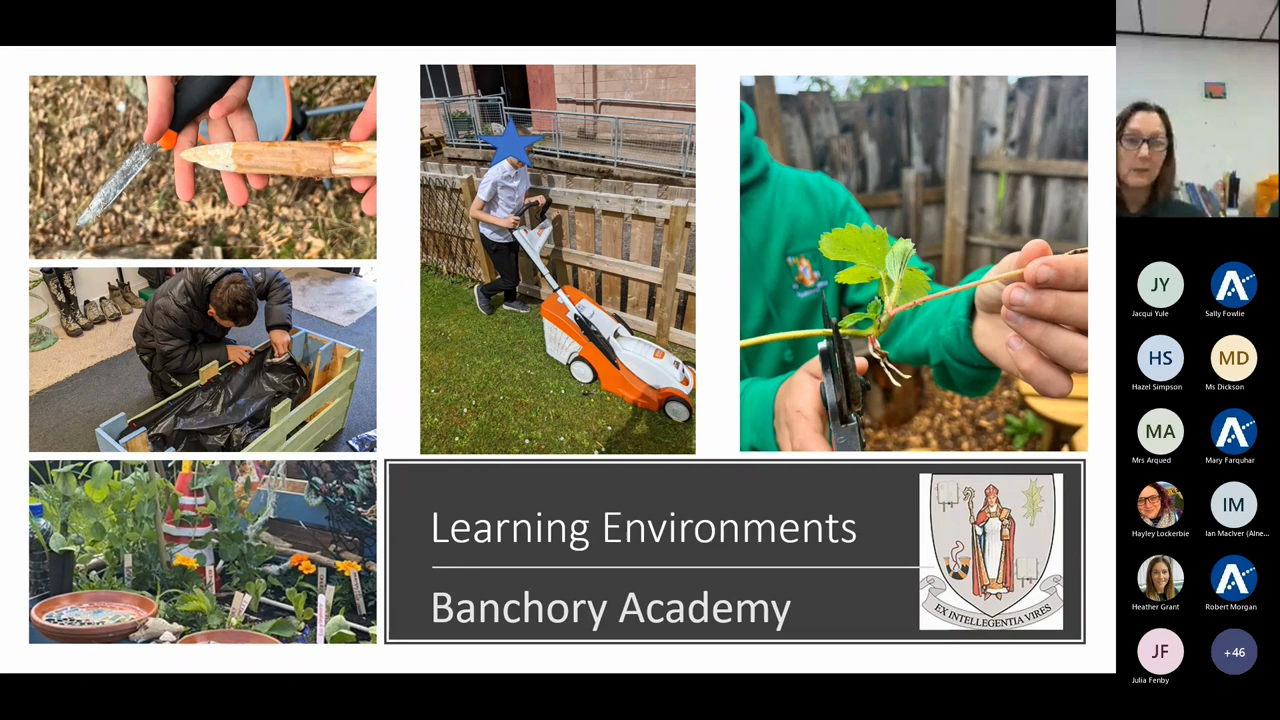 Learning Environments
Banchory Academy
EX INTELLEGENTIA VIRES
JY
Jacqui Yule
Sally Fowlie
HS
Hazel Simpson
MD
Ms Dickson
MA
Mrs Arqued
Mary Farquhar
Hayley Lockerbie
IM
Ian MacIver (Alne...
Heather Grant
Robert Morgan
JF
Julia Fenby
+46